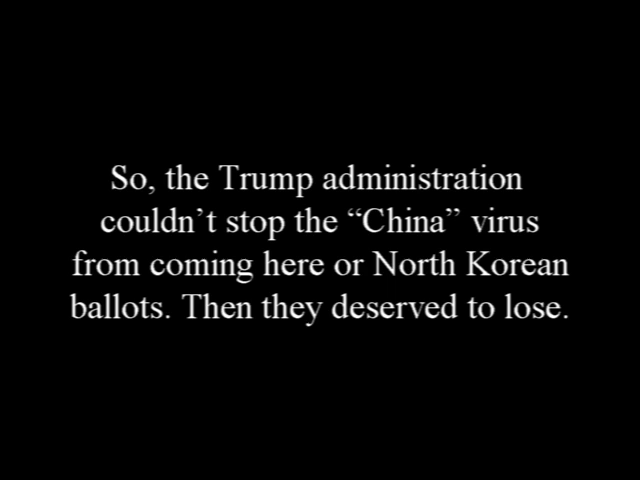 So, the Trump administration
couldn’t stop the “China” virus
from coming here or North Korean
ballots. Then they deserved to lose.